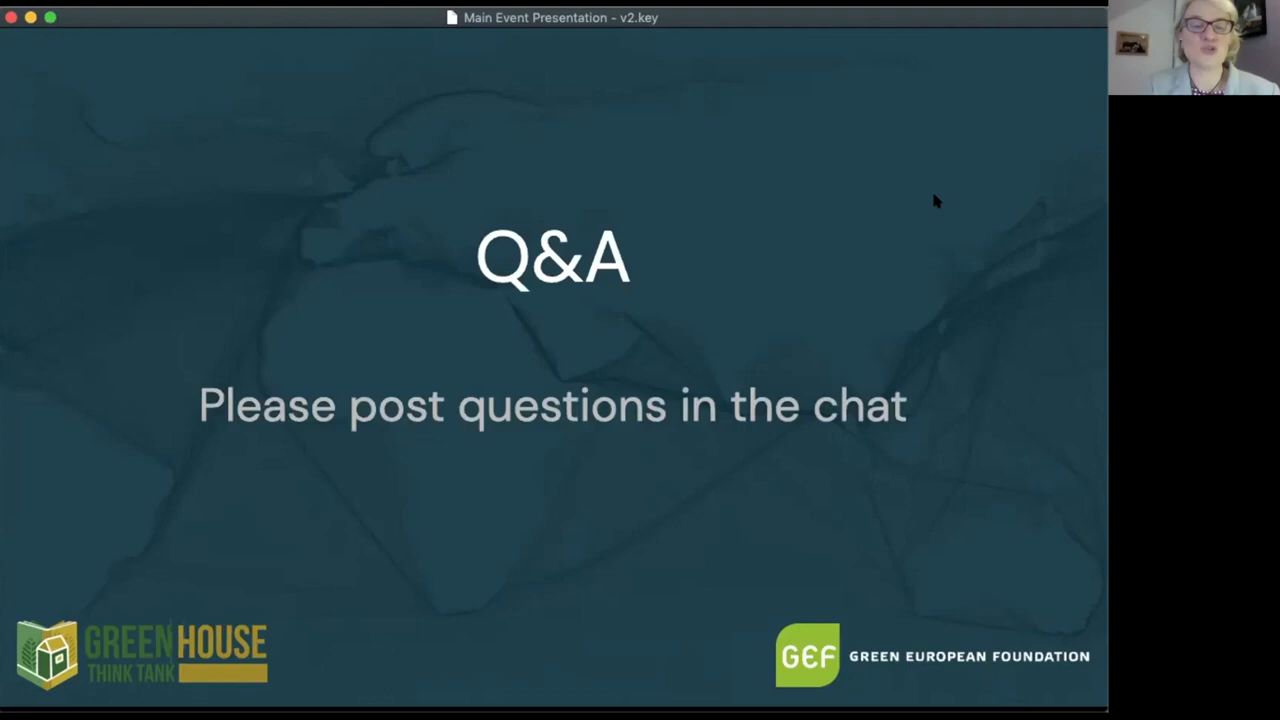 Main Event Presentation - v2.key
Q&A
Please post questions in the chat
GREEN HOUSE
THINK TANK
GEF
GREEN EUROPEAN FOUNDATION